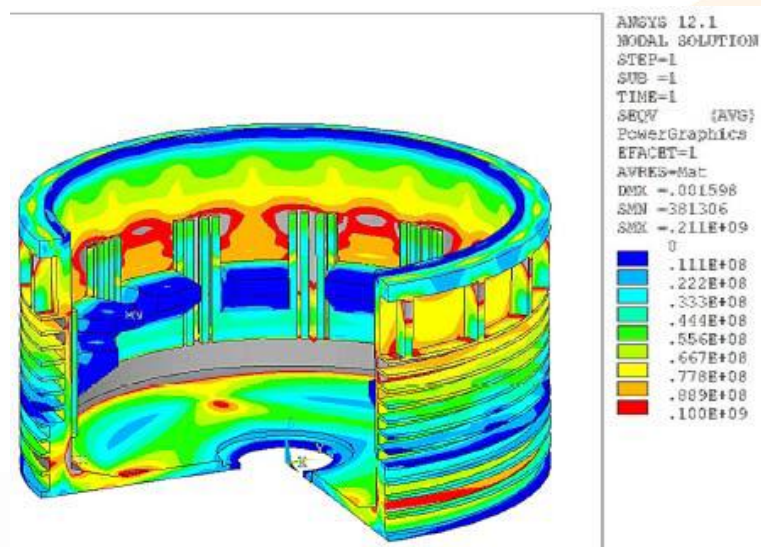 ANSYS 12.1
NODAL SOLUTION
STEP=1
SUB =1
TIME=1
SEQV (AVG)
PowerGraphics
EFACET=1
AVRES=Mat
DMX =.001598
SMN =381306
SMX =.211E+09
0
.111E+08
.222E+08
.333E+08
.444E+08
.556E+08
.667E+08
.778E+08
.889E+08
.100E+09
MN
X